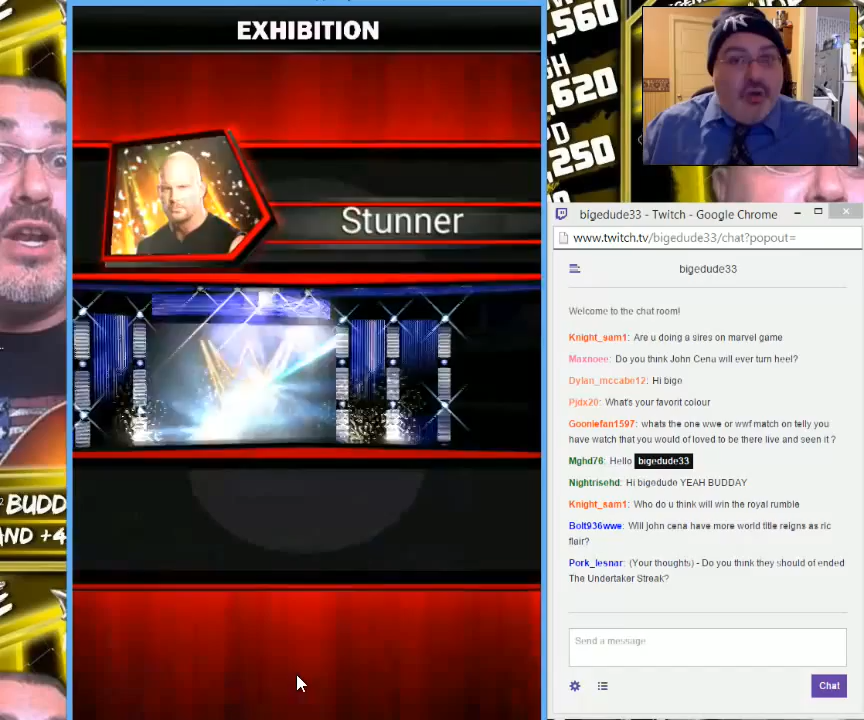 EXHIBITION
Stunner
,560
GH
,620
PD
,250
BUDD
AND +4
bigedude33 - Twitch - Google Chrome
www.twitch.tv/bigedude33/chat?popout=
bigedude33
Welcome to the chat room!
Knight_sam1: Are u doing a sires on marvel game
Maxnoee: Do you think John Cena will ever turn heel?
Dylan_mccabe12: Hi bige
Pjdx20: What's your favorit colour
Gooniefan1597: whats the one wwe or wwf match on telly you
have watch that you would of loved to be there live and seen it ?
Mghd76: Hello bigedude33
Nightrisehd: Hi bigedude YEAH BUDDAY
Knight_sam1: Who do u think will win the royal rumble
Bolt936wwe: Will john cena have more world title reigns as ric
flair?
Pork_lesnar: (Your thoughts) - Do you think they should of ended
The Undertaker Streak?
Send a message
Chat